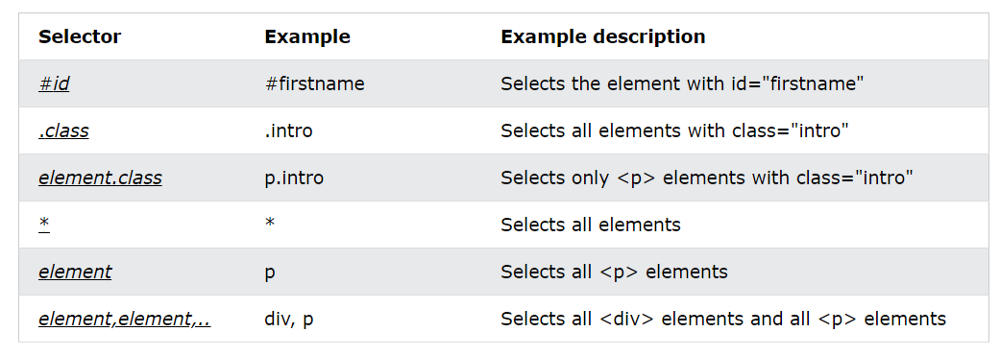 Selector Example Example description
#id #firstname Selects the element with id="firstname"
.class .intro Selects all elements with class="intro"
element.class p.intro Selects only <p> elements with class="intro"
* * Selects all elements
element p Selects all <p> elements
element,element,.. div, p Selects all <div> elements and all <p> elements